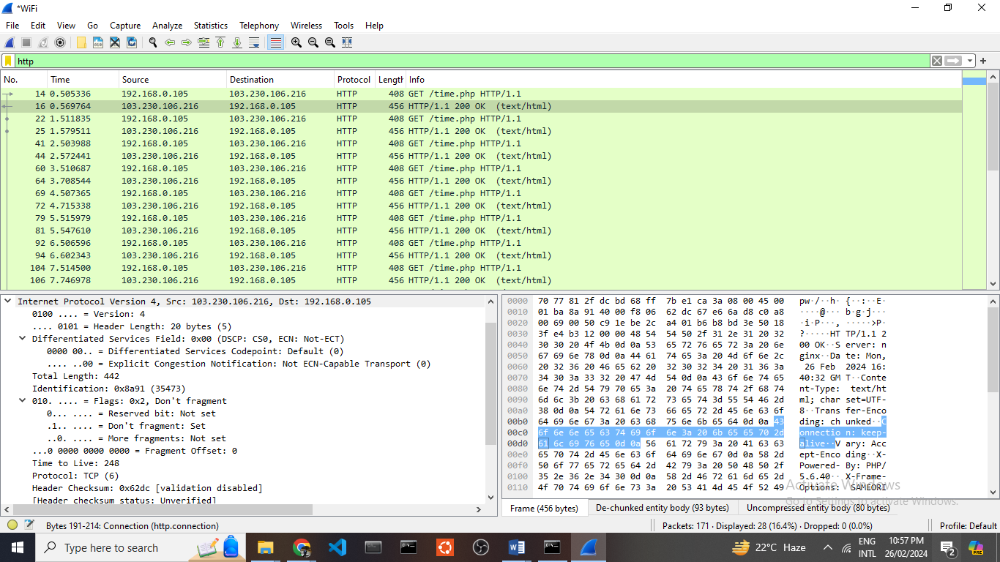 *WiFi
File Edit View Go Capture Analyze Statistics Telephony Wireless Tools Help
http
No. Time Source Destination Protocol Length Info
14 0.505336 192.168.0.105 103.230.106.216 HTTP 408 GET /time.php HTTP/1.1
16 0.569764 103.230.106.216 192.168.0.105 HTTP 456 HTTP/1.1 200 OK (text/html)
22 1.511835 192.168.0.105 103.230.106.216 HTTP 408 GET /time.php HTTP/1.1
25 1.579511 103.230.106.216 192.168.0.105 HTTP 456 HTTP/1.1 200 OK (text/html)
41 2.503988 192.168.0.105 103.230.106.216 HTTP 408 GET /time.php HTTP/1.1
44 2.572441 103.230.106.216 192.168.0.105 HTTP 456 HTTP/1.1 200 OK (text/html)
60 3.510687 192.168.0.105 103.230.106.216 HTTP 408 GET /time.php HTTP/1.1
64 3.708544 103.230.106.216 192.168.0.105 HTTP 456 HTTP/1.1 200 OK (text/html)
69 4.507365 192.168.0.105 103.230.106.216 HTTP 408 GET /time.php HTTP/1.1
72 4.715338 103.230.106.216 192.168.0.105 HTTP 456 HTTP/1.1 200 OK (text/html)
79 5.515979 192.168.0.105 103.230.106.216 HTTP 408 GET /time.php HTTP/1.1
81 5.547610 103.230.106.216 192.168.0.105 HTTP 456 HTTP/1.1 200 OK (text/html)
92 6.506596 192.168.0.105 103.230.106.216 HTTP 408 GET /time.php HTTP/1.1
94 6.602343 103.230.106.216 192.168.0.105 HTTP 456 HTTP/1.1 200 OK (text/html)
104 7.514500 192.168.0.105 103.230.106.216 HTTP 408 GET /time.php HTTP/1.1
106 7.746978 103.230.106.216 192.168.0.105 HTTP 456 HTTP/1.1 200 OK (text/html)
Internet Protocol Version 4, Src: 103.230.106.216, Dst: 192.168.0.105
0100 .... = Version: 4
.... 0101 = Header Length: 20 bytes (5)
Differentiated Services Field: 0x00 (DSCP: CS0, ECN: Not-ECT)
0000 00.. = Differentiated Services Codepoint: Default (0)
.... ..00 = Explicit Congestion Notification: Not ECN-Capable Transport (0)
Total Length: 442
Identification: 0x8a91 (35473)
010. .... = Flags: 0x2, Don't fragment
0... .... = Reserved bit: Not set
.1.. .... = Don't fragment: Set
..0. .... = More fragments: Not set
...0 0000 0000 0000 = Fragment Offset: 0
Time to Live: 248
Protocol: TCP (6)
Header Checksum: 0x62dc [validation disabled]
[Header checksum status: Unverified]
0000 70 77 81 2f dc bd 68 ff 7b e1 ca 3a 08 00 45 00 pw·/··h· {··:··E·
0010 01 ba 8a 91 40 00 f8 06 62 dc 67 e6 6a d8 c0 a8 ····@··· b·g·j···
0020 00 69 00 50 c9 1e be 2c a4 01 b6 b8 bd 3e 50 18 ·i·P···, ·····>P·
0030 3f e4 b3 12 00 00 48 54 54 50 2f 31 2e 31 20 32 ?·····HT TP/1.1 2
0040 30 30 20 4f 4b 0d 0a 53 65 72 76 65 72 3a 20 6e 00 OK··S erver: n
0050 67 69 6e 78 0d 0a 44 61 74 65 3a 20 4d 6f 6e 2c ginx··Da te: Mon,
0060 20 32 36 20 46 65 62 20 32 30 32 34 20 31 36 3a 26 Feb 2024 16:
0070 34 30 3a 33 32 20 47 4d 54 0d 0a 43 6f 6e 74 65 40:32 GM T··Conte
0080 6e 74 2d 54 79 70 65 3a 20 74 65 78 74 2f 68 74 nt-Type: text/ht
0090 6d 6c 3b 20 63 68 61 72 73 65 74 3d 55 54 46 2d ml; char set=UTF-
00a0 38 0d 0a 54 72 61 6e 73 66 65 72 2d 45 6e 63 6f 8··Trans fer-Enco
00b0 64 69 6e 67 3a 20 63 68 75 6e 6b 65 64 0d 0a 43 ding: ch unked··C
00c0 6f 6e 6e 65 63 74 69 6f 6e 3a 20 6b 65 65 70 2d onnectio n: keep-
00d0 61 6c 69 76 65 0d 0a 56 61 72 79 3a 20 41 63 63 alive··V ary: Acc
00e0 65 70 74 2d 45 6e 63 6f 64 69 6e 67 0d 0a 58 2d ept-Enco ding··X-
00f0 50 6f 77 65 72 65 64 2d 42 79 3a 20 50 48 50 2f Powered- By: PHP/
0100 35 2e 36 2e 34 30 0d 0a 58 2d 46 72 61 6d 65 2d 5.6.40·· X-Frame-
0110 4f 70 74 69 6f 6e 73 3a 20 53 41 4d 45 4f 52 49 Options: SAMEORI
Activate Windows
Go to Settings to activate Windows.
Frame (456 bytes) De-chunked entity body (93 bytes) Uncompressed entity body (80 bytes)
Bytes 191-214: Connection (http.connection) Packets: 171 · Displayed: 28 (16.4%) · Dropped: 0 (0.0%) Profile: Default
Type here to search 22°C Haze ENG INTL 10:57 PM 26/02/2024 2 PRE